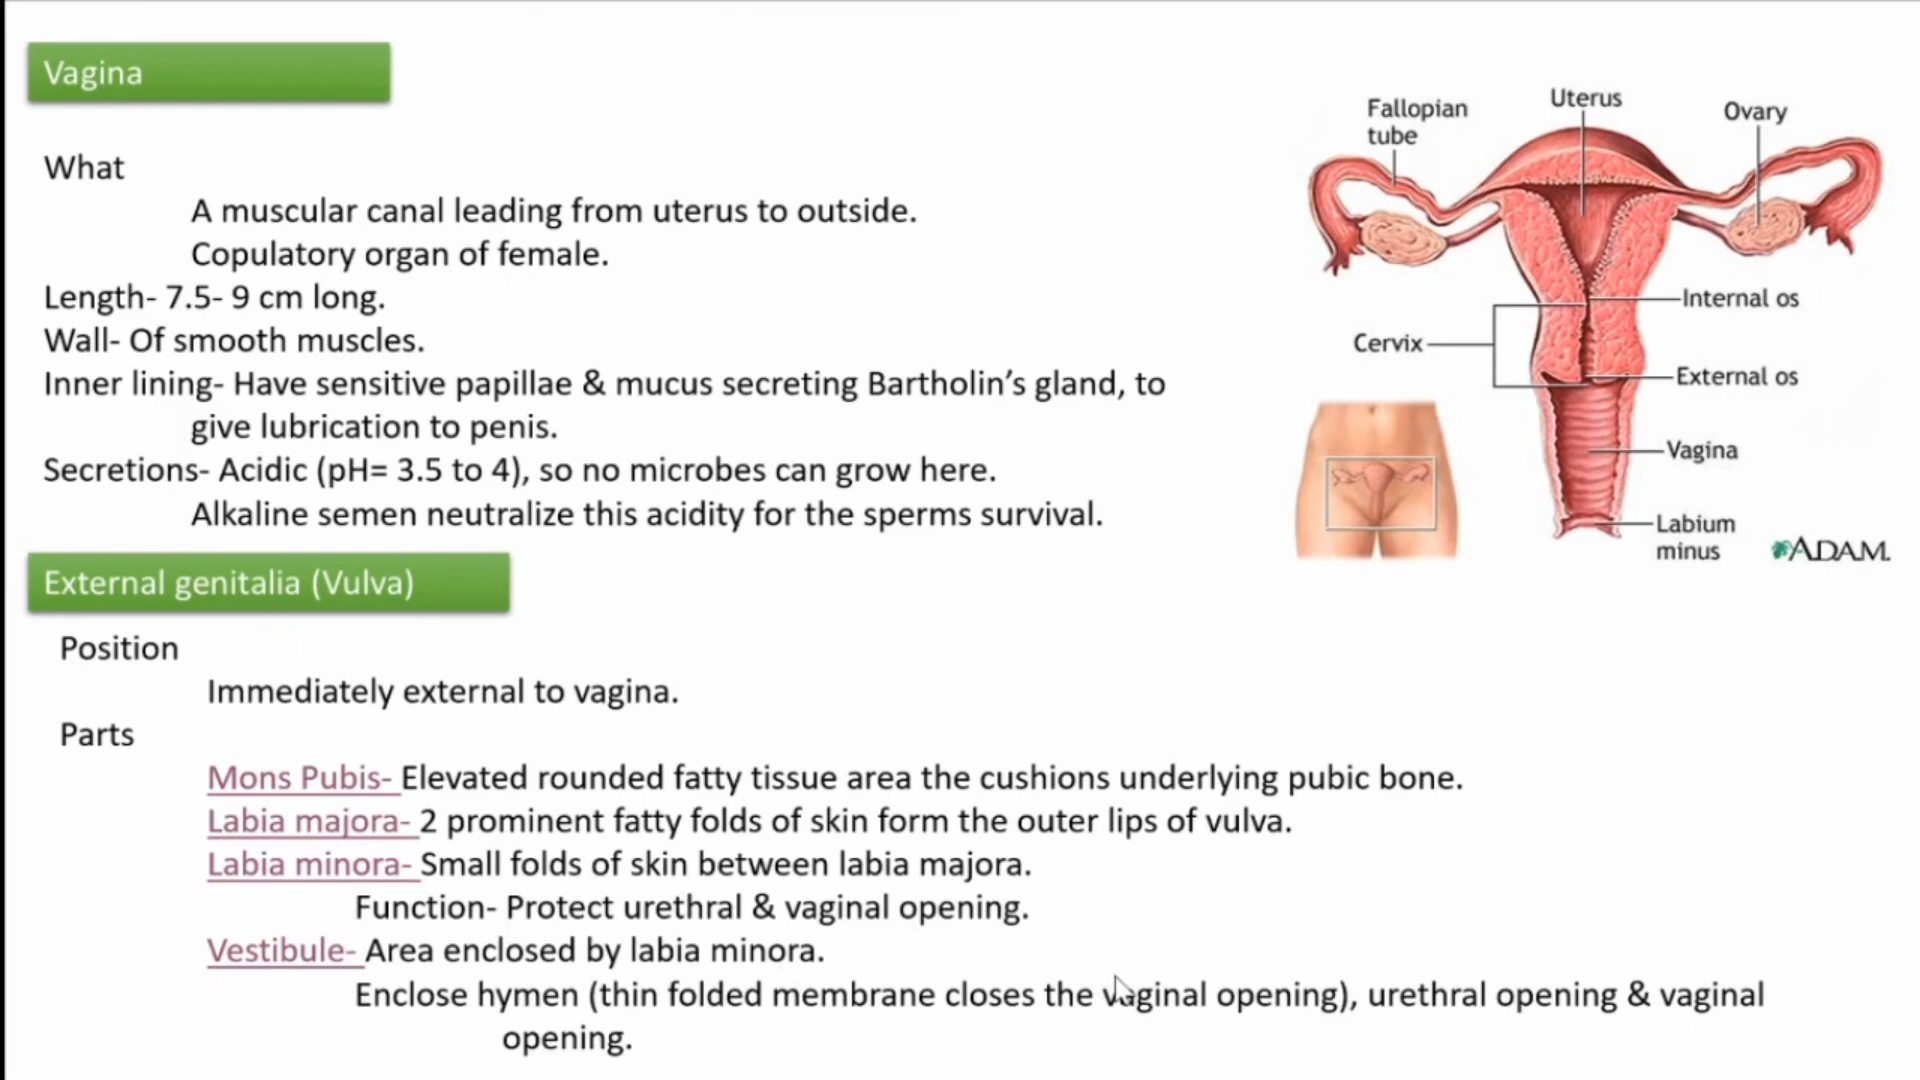 Vagina
What
A muscular canal leading from uterus to outside.
Copulatory organ of female.
Length- 7.5- 9 cm long.
Wall- Of smooth muscles.
Inner lining- Have sensitive papillae & mucus secreting Bartholin's gland, to
give lubrication to penis.
Secretions- Acidic (pH= 3.5 to 4), so no microbes can grow here.
Alkaline semen neutralize this acidity for the sperms survival.
Fallopian
tube
Uterus
Ovary
Internal os
Cervix
External os
Vagina
Labium
minus
ADAM.
External genitalia (Vulva)
Position
Immediately external to vagina.
Parts
Mons Pubis- Elevated rounded fatty tissue area the cushions underlying pubic bone.
Labia majora- 2 prominent fatty folds of skin form the outer lips of vulva.
Labia minora- Small folds of skin between labia majora.
Function- Protect urethral & vaginal opening.
Vestibule- Area enclosed by labia minora.
Enclose hymen (thin folded membrane closes the vaginal opening), urethral opening & vaginal
opening.